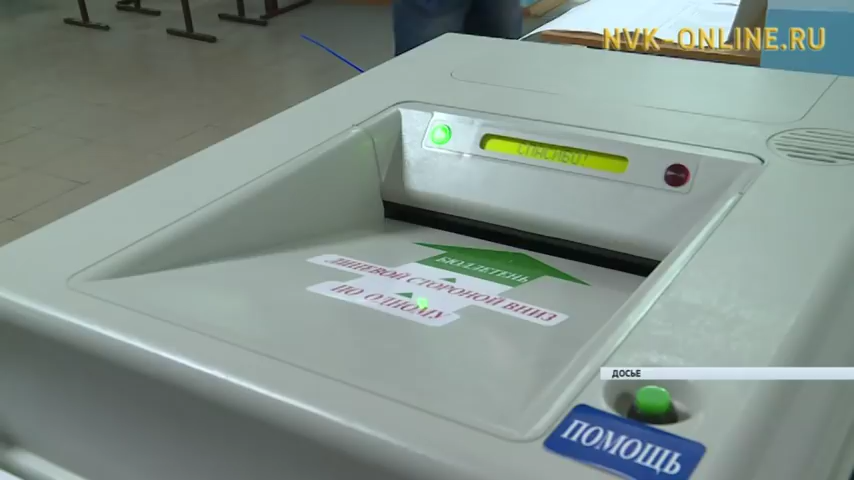 NVK-ONLINE.RU
СПАСИБО!
БЮЛЛЕТЕНЬ
ЛИЦЕВОЙ СТОРОНОЙ ВНИЗ
ПО ОДНОМУ
ДОСЬЕ
ПОМОЩЬ